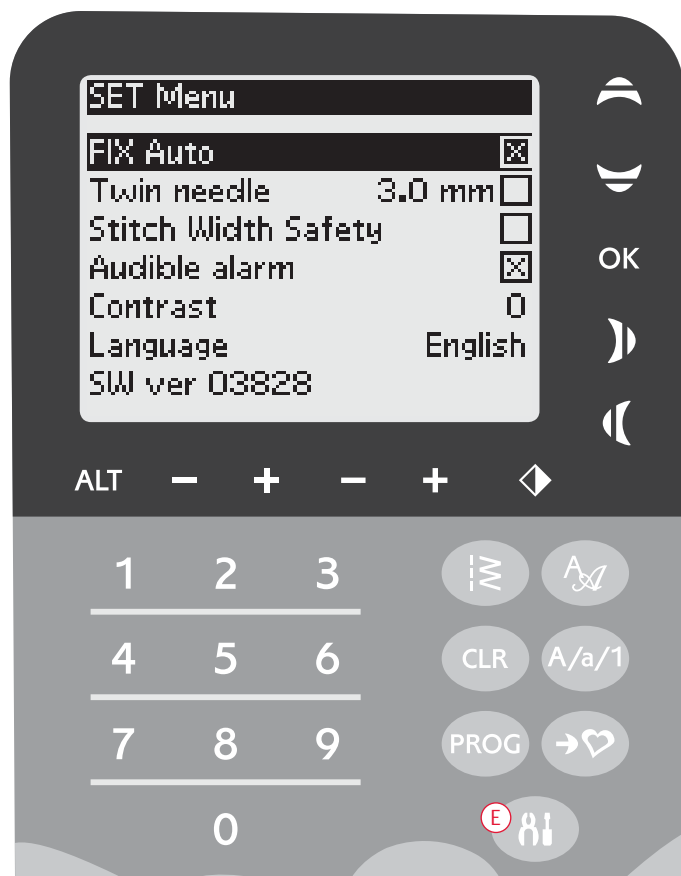 SET Menu
FIX Auto
Twin needle 3.0 mm
Stitch Width Safety
Audible alarm
Contrast 0
Language English
SW ver 03828
OK
ALT − + − +
1 2 3
4 5 6 CLR A/a/1
7 8 9 PROG
0 E